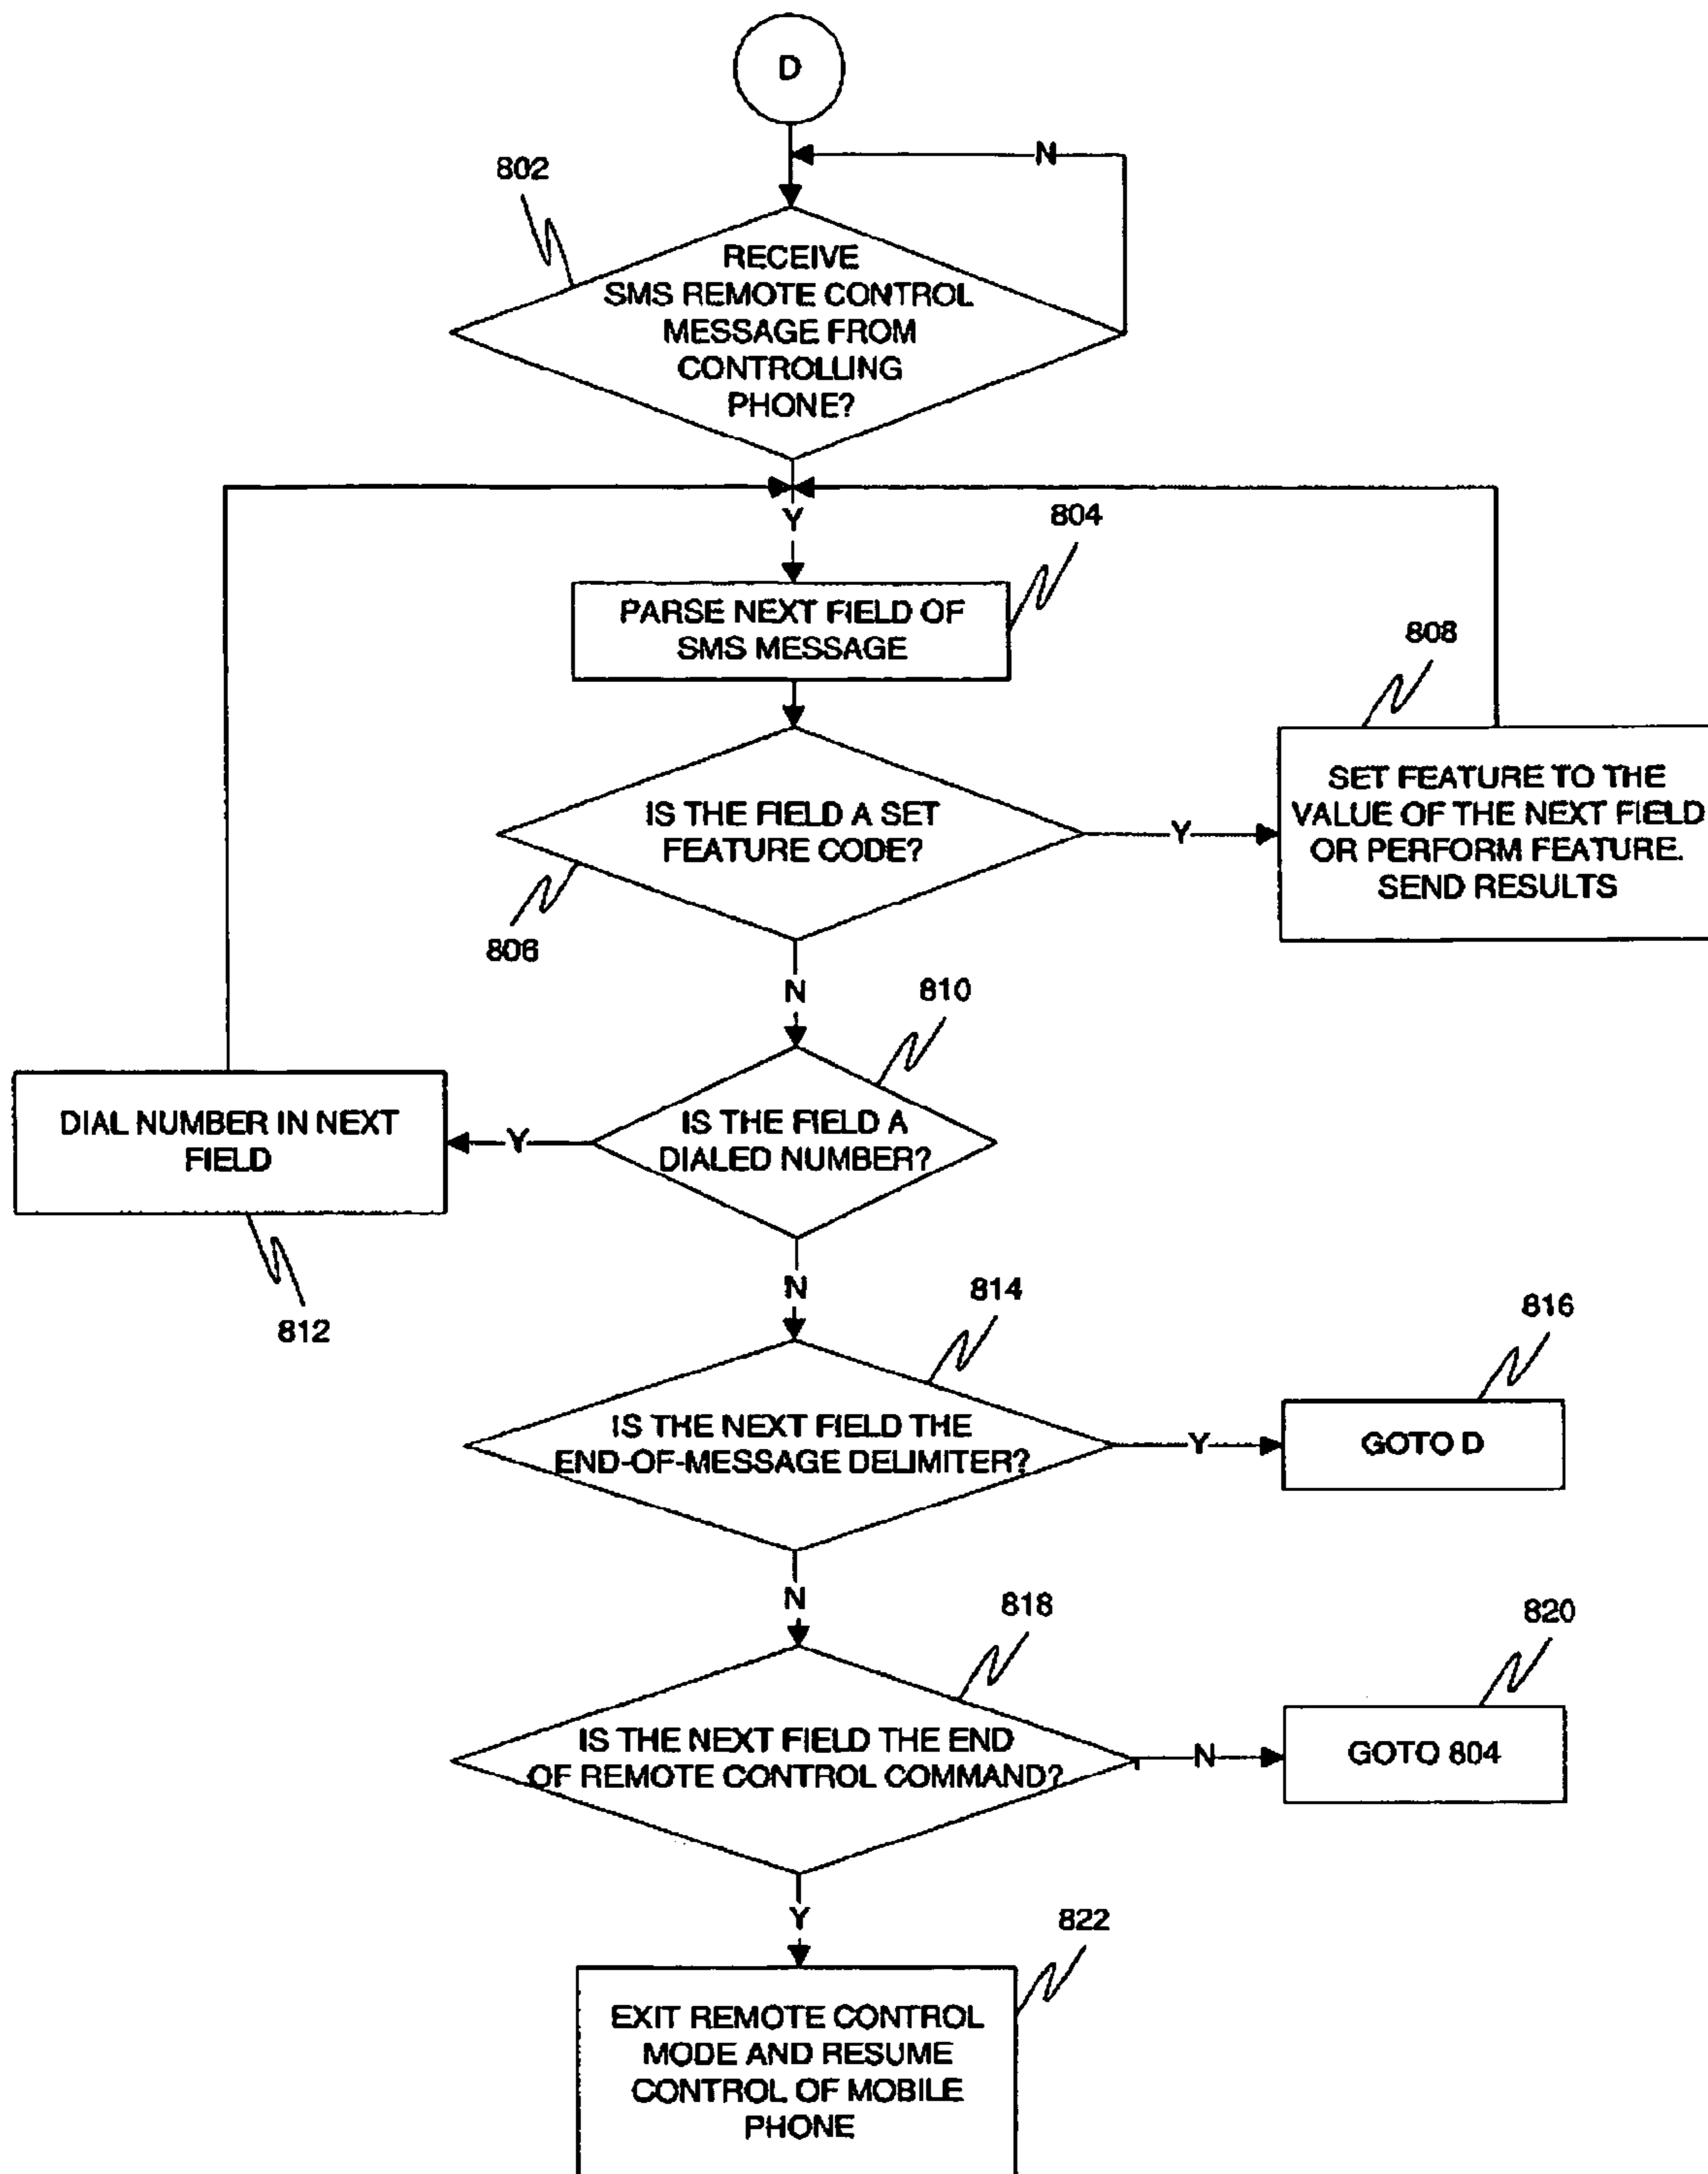 D
N
802
RECEIVE
SMS REMOTE CONTROL
MESSAGE FROM
CONTROLLING
PHONE?
Y
804
PARSE NEXT FIELD OF
SMS MESSAGE
808
IS THE FIELD A SET
FEATURE CODE?
Y
SET FEATURE TO THE
VALUE OF THE NEXT FIELD
OR PERFORM FEATURE.
SEND RESULTS
806
N
810
DIAL NUMBER IN NEXT
FIELD
Y
IS THE FIELD A
DIALED NUMBER?
812
N
814
816
IS THE NEXT FIELD THE
END-OF-MESSAGE DELIMITER?
Y
GOTO D
N
818
820
IS THE NEXT FIELD THE END
OF REMOTE CONTROL COMMAND?
N
GOTO 804
Y
822
EXIT REMOTE CONTROL
MODE AND RESUME
CONTROL OF MOBILE
PHONE